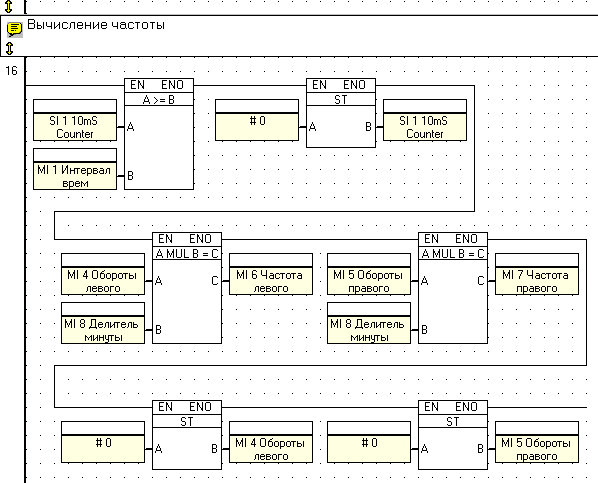 Вычисление частоты
16
EN ENO EN ENO
A >= B ST
SI 1 10mS # 0 SI 1 10mS
Counter A A B Counter
MI 1 Интервал
врем B
EN ENO EN ENO
A MUL B = C A MUL B = C
MI 4 Обороты MI 6 Частота MI 5 Обороты MI 7 Частота
левого A C левого правого A C правого
MI 8 Делитель MI 8 Делитель
минуты B минуты B
EN ENO EN ENO
ST ST
# 0 A B MI 4 Обороты # 0 A B MI 5 Обороты
левого правого